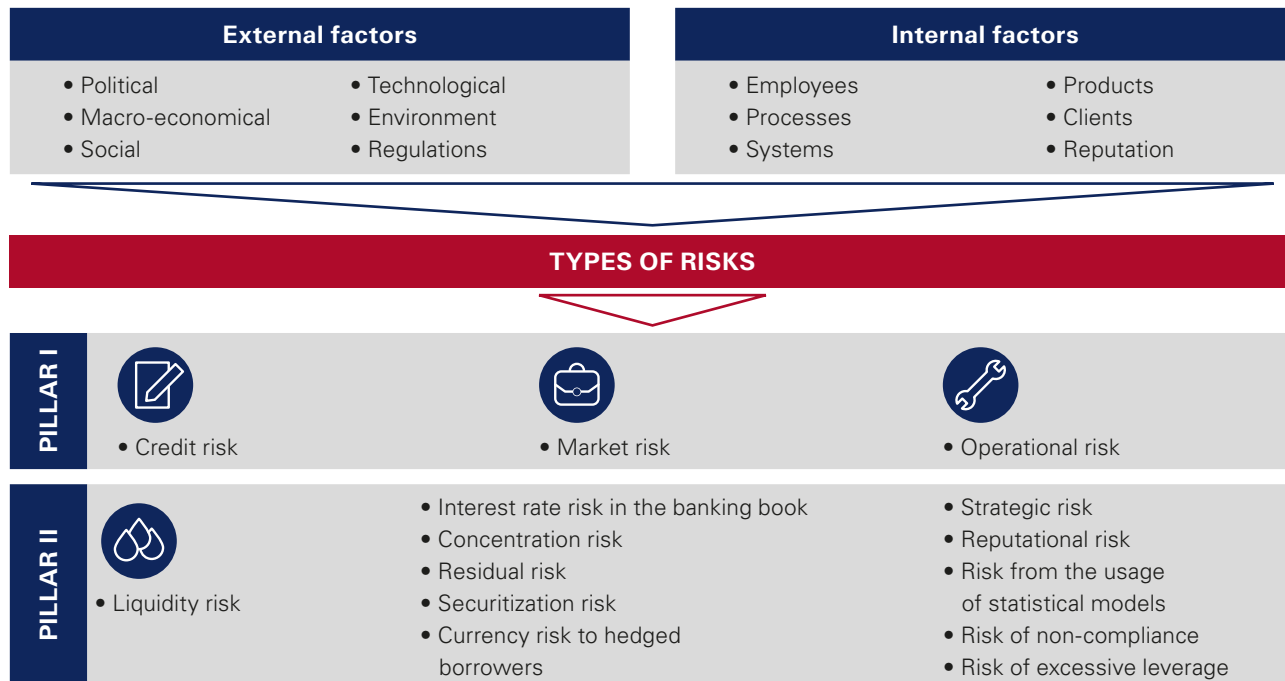 External factors
• Political
• Macro-economical
• Social
• Technological
• Environment
• Regulations
Internal factors
• Employees
• Processes
• Systems
• Products
• Clients
• Reputation
TYPES OF RISKS
PILLAR I
• Credit risk
• Market risk
• Operational risk
PILLAR II
• Liquidity risk
• Interest rate risk in the banking book
• Concentration risk
• Residual risk
• Securitization risk
• Currency risk to hedged
borrowers
• Strategic risk
• Reputational risk
• Risk from the usage
of statistical models
• Risk of non-compliance
• Risk of excessive leverage